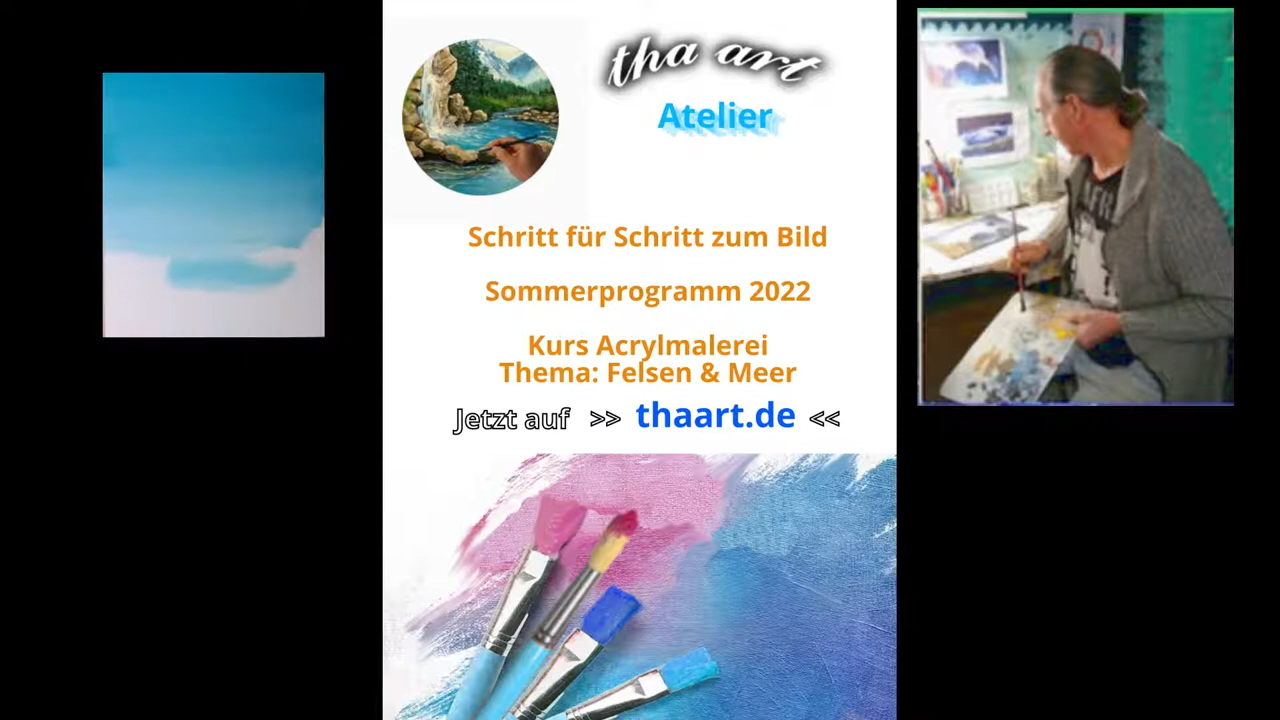 tha art
Atelier
Schritt für Schritt zum Bild
Sommerprogramm 2022
Kurs Acrylmalerei
Thema: Felsen & Meer
Jetzt auf >> thaart.de <<